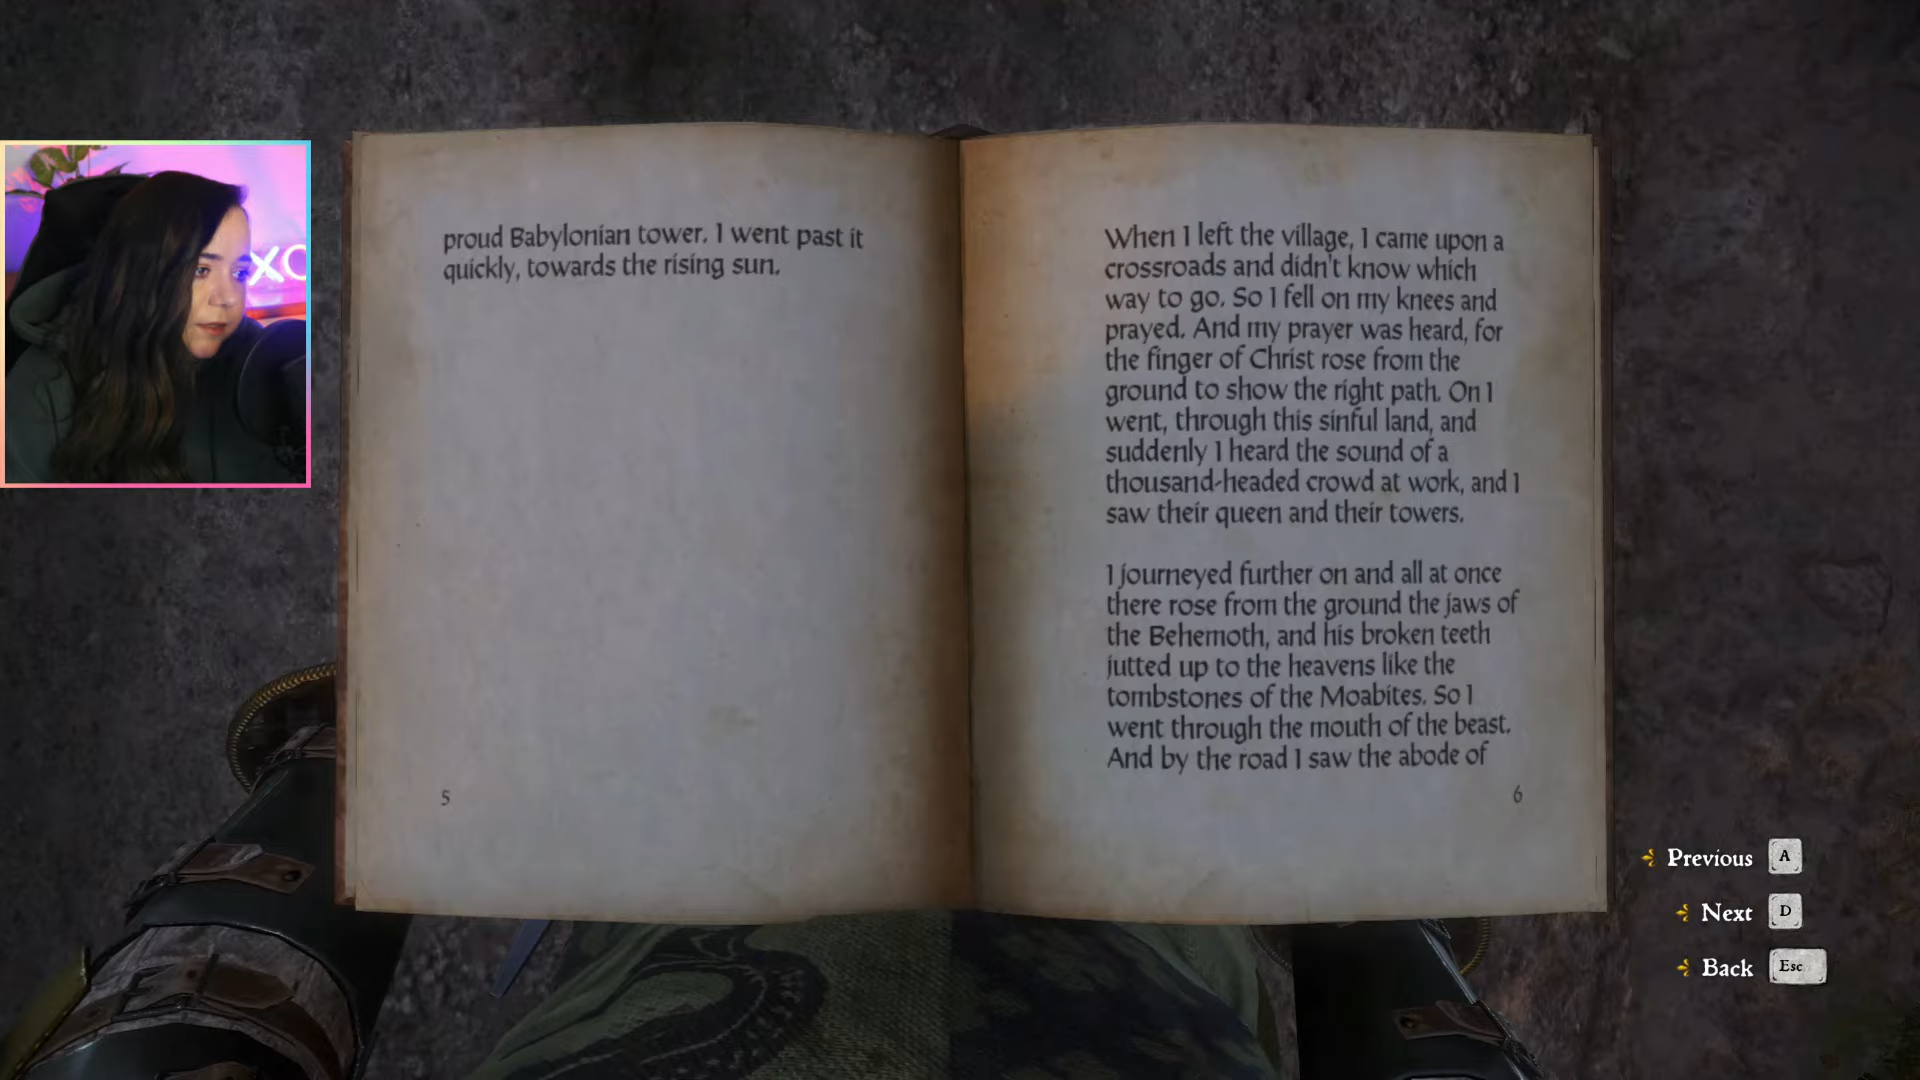 proud Babylonian tower. I went past it
quickly, towards the rising sun.
5
When I left the village, I came upon a
crossroads and didn't know which
way to go. So I fell on my knees and
prayed. And my prayer was heard, for
the finger of Christ rose from the
ground to show the right path. On I
went, through this sinful land, and
suddenly I heard the sound of a
thousand-headed crowd at work, and I
saw their queen and their towers.
I journeyed further on and all at once
there rose from the ground the jaws of
the Behemoth, and his broken teeth
jutted up to the heavens like the
tombstones of the Moabites. So I
went through the mouth of the beast.
And by the road I saw the abode of
6
Previous A
Next D
Back Esc